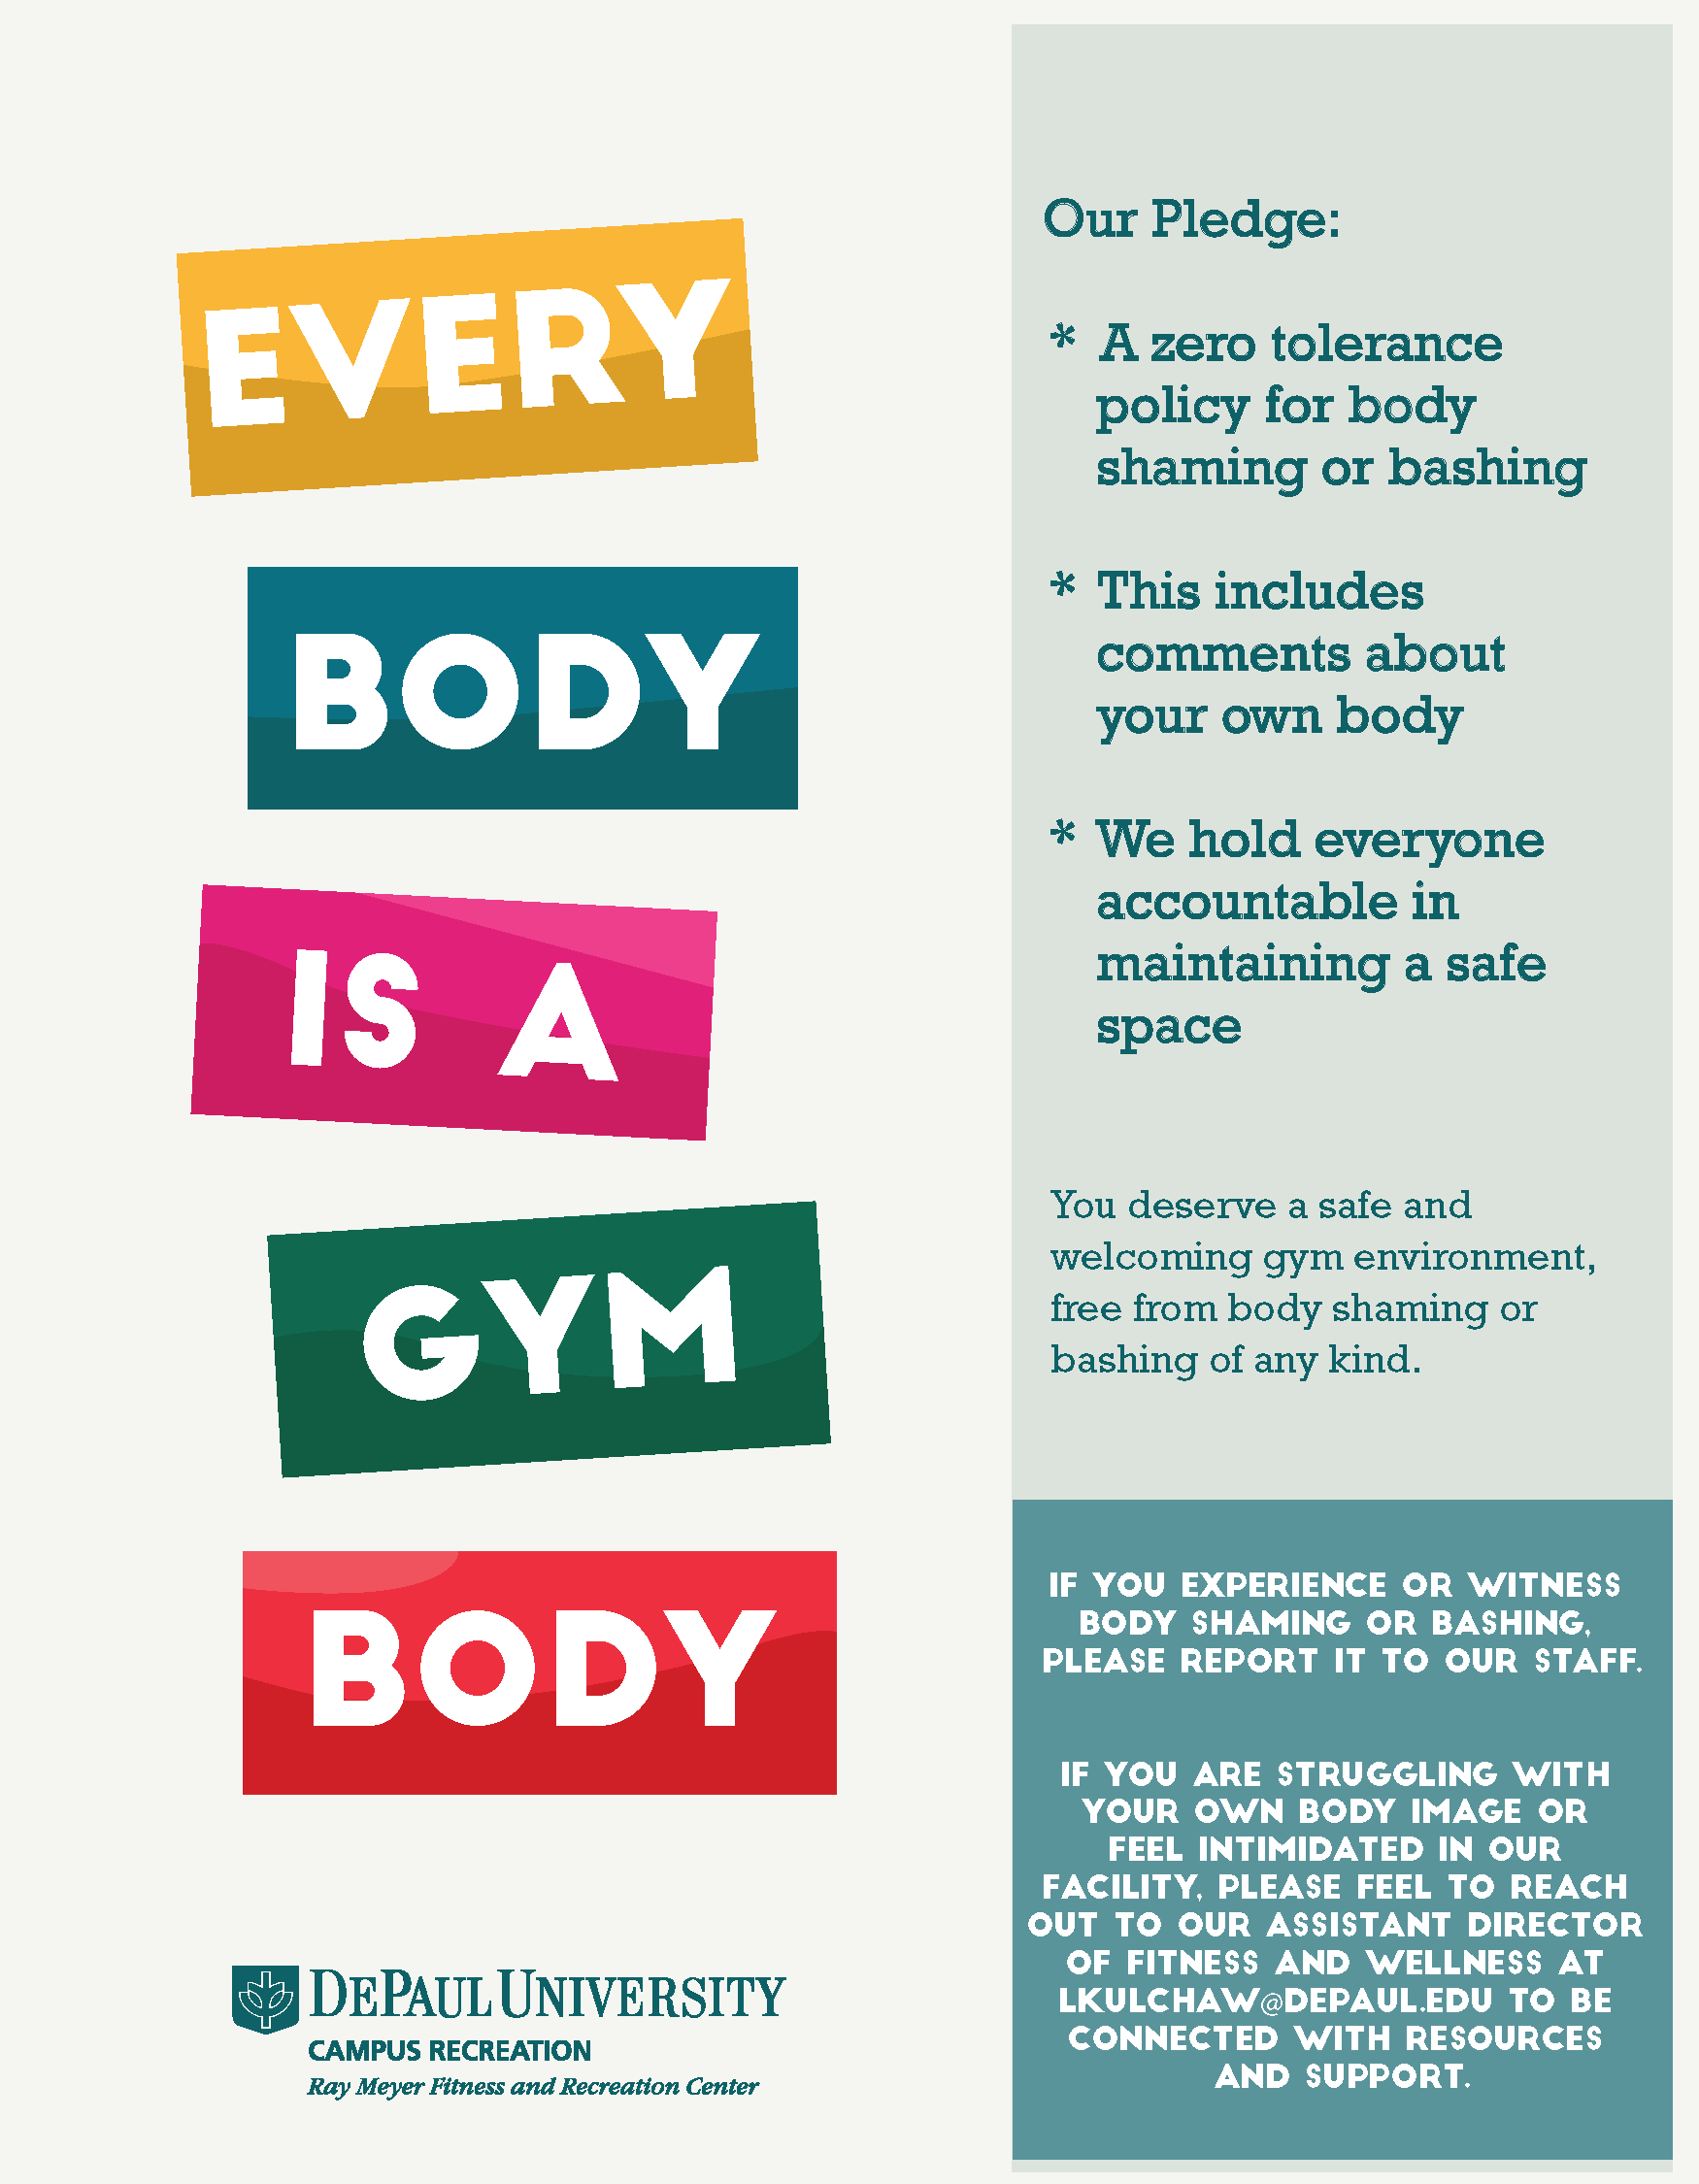 EVERY
BODY
IS A
GYM
BODY
DEPAUL UNIVERSITY
CAMPUS RECREATION
Ray Meyer Fitness and Recreation Center
Our Pledge:
* A zero tolerance
policy for body
shaming or bashing
* This includes
comments about
your own body
* We hold everyone
accountable in
maintaining a safe
space
You deserve a safe and
welcoming gym environment,
free from body shaming or
bashing of any kind.
IF YOU EXPERIENCE OR WITNESS
BODY SHAMING OR BASHING,
PLEASE REPORT IT TO OUR STAFF.
IF YOU ARE STRUGGLING WITH
YOUR OWN BODY IMAGE OR
FEEL INTIMIDATED IN OUR
FACILITY, PLEASE FEEL TO REACH
OUT TO OUR ASSISTANT DIRECTOR
OF FITNESS AND WELLNESS AT
LKULCHAW@DEPAUL.EDU TO BE
CONNECTED WITH RESOURCES
AND SUPPORT.